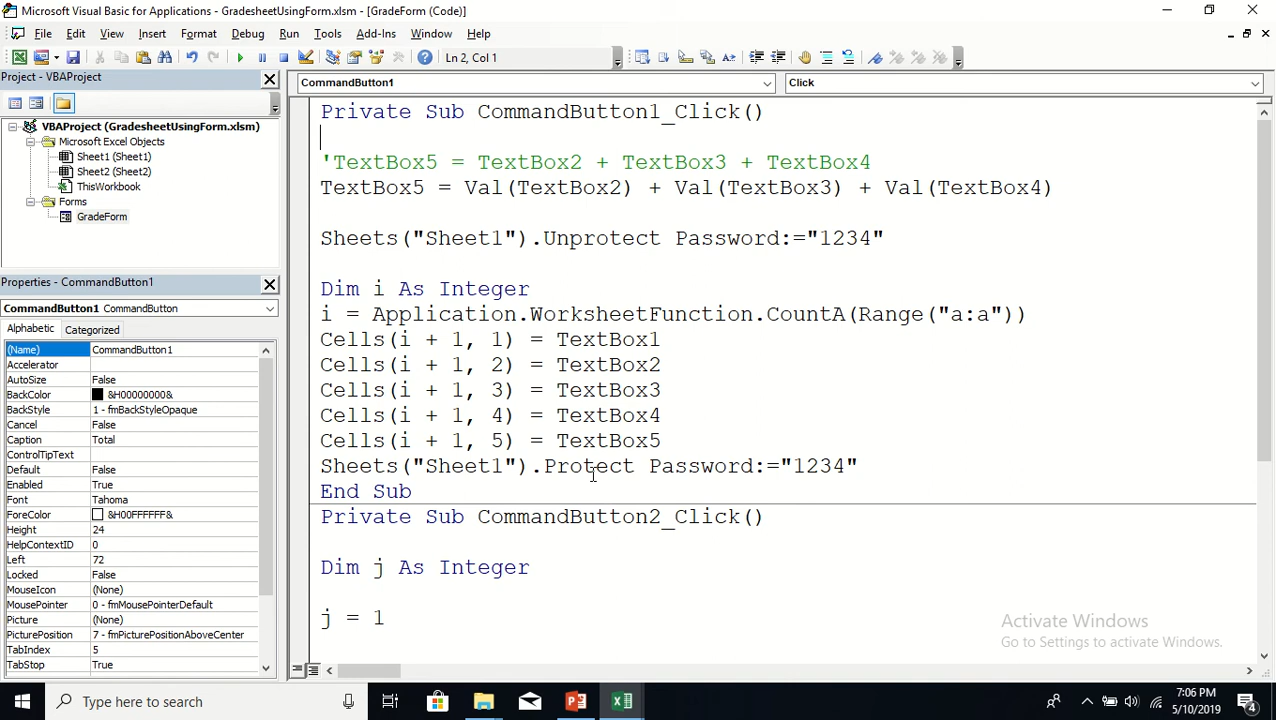 Microsoft Visual Basic for Applications - GradesheetUsingForm.xlsm - [GradeForm (Code)]
File Edit View Insert Format Debug Run Tools Add-Ins Window Help
Ln 2, Col 1
Project - VBAProject
VBAProject (GradesheetUsingForm.xlsm)
Microsoft Excel Objects
Sheet1 (Sheet1)
Sheet2 (Sheet2)
ThisWorkbook
Forms
GradeForm
Properties - CommandButton1
CommandButton1 CommandButton
Alphabetic Categorized
(Name) CommandButton1
Accelerator
AutoSize False
BackColor &H00000000&
BackStyle 1 - fmBackStyleOpaque
Cancel False
Caption Total
ControlTipText
Default False
Enabled True
Font Tahoma
ForeColor &H00FFFFFF&
Height 24
HelpContextID 0
Left 72
Locked False
MouseIcon (None)
MousePointer 0 - fmMousePointerDefault
Picture (None)
PicturePosition 7 - fmPicturePositionAboveCenter
TabIndex 5
TabStop True
CommandButton1 Click
Private Sub CommandButton1_Click()
'TextBox5 = TextBox2 + TextBox3 + TextBox4
TextBox5 = Val(TextBox2) + Val(TextBox3) + Val(TextBox4)
Sheets("Sheet1").Unprotect Password:="1234"
Dim i As Integer
i = Application.WorksheetFunction.CountA(Range("a:a"))
Cells(i + 1, 1) = TextBox1
Cells(i + 1, 2) = TextBox2
Cells(i + 1, 3) = TextBox3
Cells(i + 1, 4) = TextBox4
Cells(i + 1, 5) = TextBox5
Sheets("Sheet1").Protect Password:="1234"
End Sub
Private Sub CommandButton2_Click()
Dim j As Integer
j = 1
Activate Windows
Go to Settings to activate Windows.
Type here to search
7:06 PM
5/10/2019
4